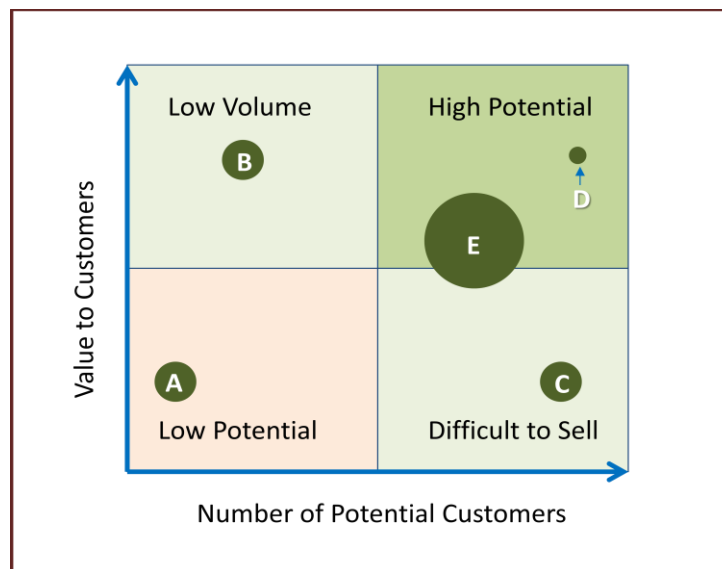 Low Volume
High Potential
B
D
E
Value to Customers
A
C
Low Potential
Difficult to Sell
Number of Potential Customers